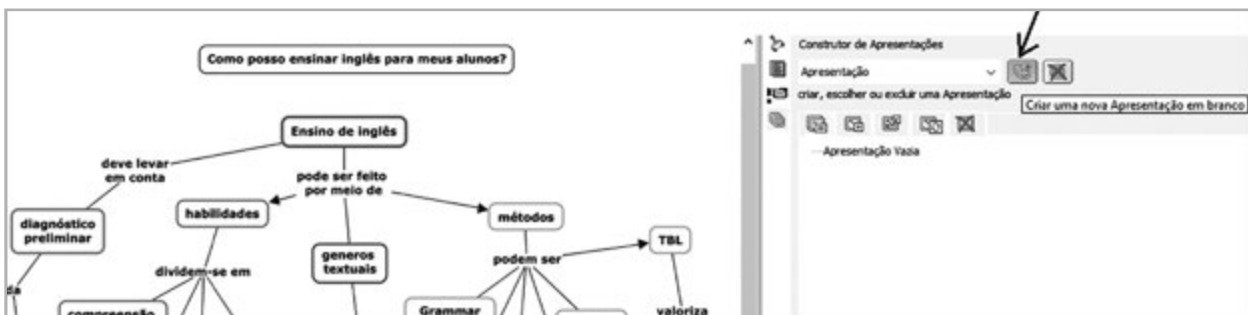 Como posso ensinar inglês para meus alunos?
Ensino de inglês
deve levar
em conta
pode ser feito
por meio de
diagnóstico
preliminar
habilidades
métodos
TBL
generos
textuais
dividem-se em
podem ser
da
compreensão
Grammar
valoriza
Construtor de Apresentações
Apresentação
criar, escolher ou excluir uma Apresentação
Criar uma nova Apresentação em branco
Apresentação Vazia